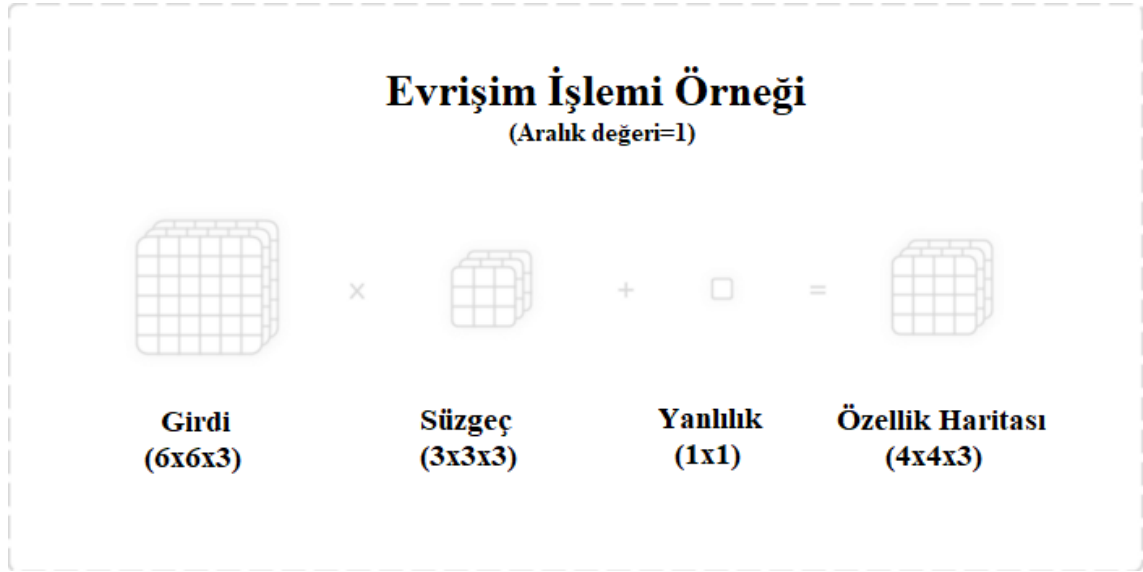 Evrişim İşlemi Örneği
(Aralık değeri=1)
×
+
=
Girdi
(6x6x3)
Süzgeç
(3x3x3)
Yanlılık
(1x1)
Özellik Haritası
(4x4x3)